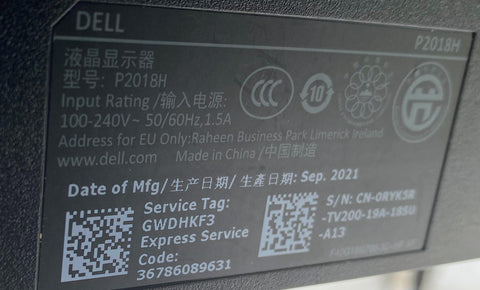 DELL
P2018H
液晶显示器
型号: P2018H
Input Rating /输入电源:
100-240V~ 50/60Hz,1.5A
Address for EU Only:Raheen Business Park Limerick Ireland
www.dell.com Made in China /中国制造
10
Date of Mfg/生产日期/生產日期: Sep. 2021
Service Tag:
GWDHKF3
Express Service
Code:
36786089631
S/N: CN-0RYK5R
-TV200-19A-185U
-A13